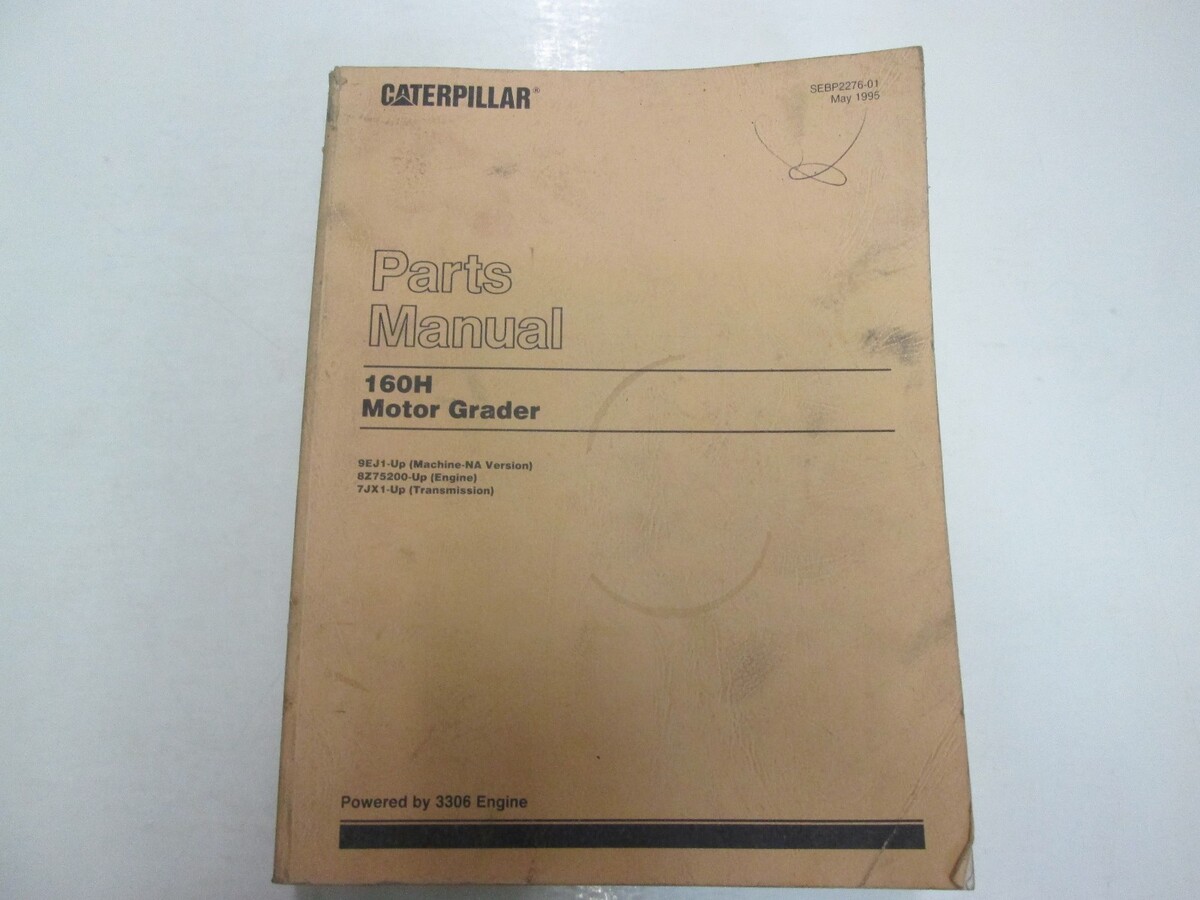 CATERPILLAR®
SEBP2276-01
May 1995
Parts
Manual
160H
Motor Grader
9EJ1-Up (Machine-NA Version)
8Z75200-Up (Engine)
7JX1-Up (Transmission)
Powered by 3306 Engine